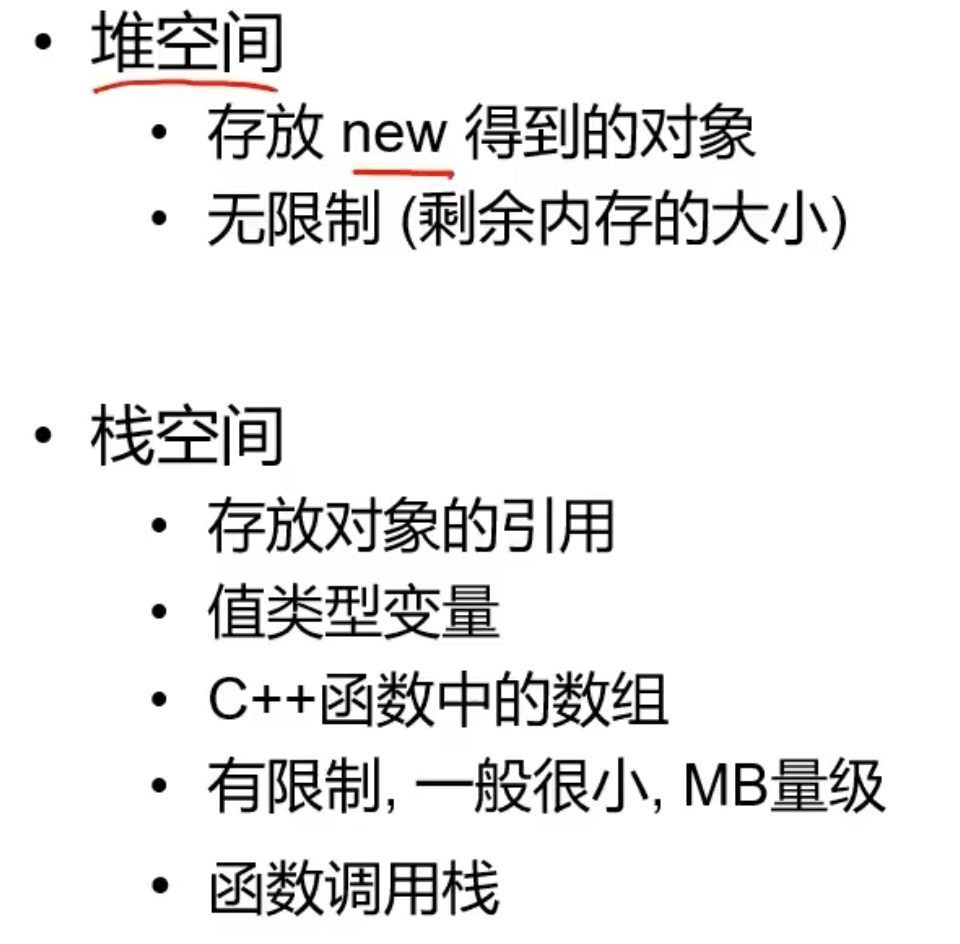 • 堆空间
• 存放 new 得到的对象
• 无限制 (剩余内存的大小)
• 栈空间
• 存放对象的引用
• 值类型变量
• C++函数中的数组
• 有限制, 一般很小, MB量级
• 函数调用栈